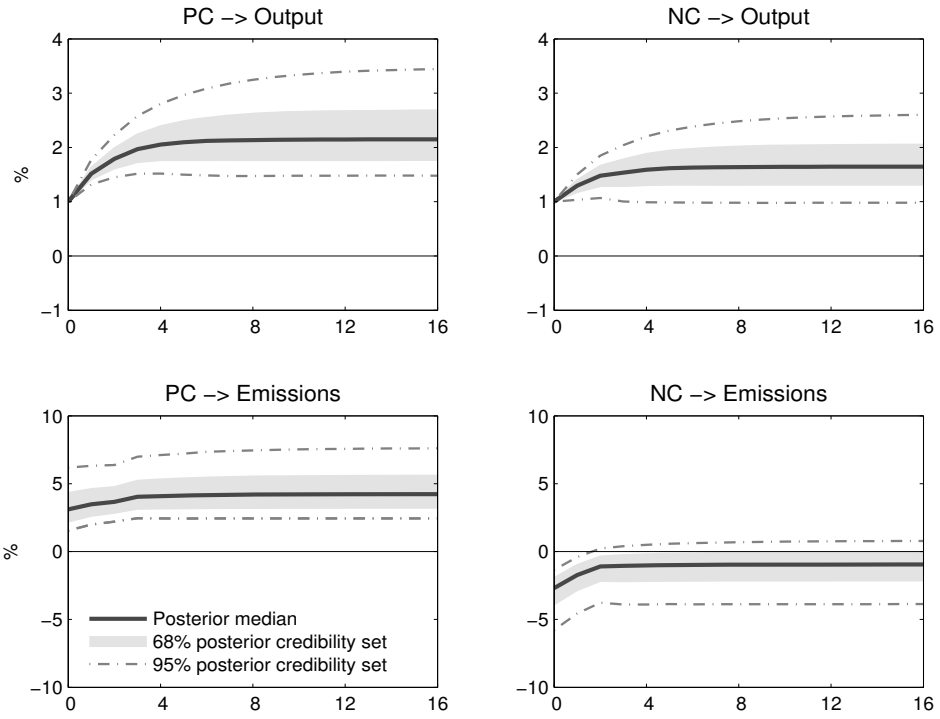 PC −> Output
NC −> Output
%
4
3
2
1
0
−1
0 4 8 12 16
4
3
2
1
0
−1
0 4 8 12 16
PC −> Emissions
NC −> Emissions
%
10
5
0
−5
−10
0 4 8 12 16
10
5
0
−5
−10
0 4 8 12 16
Posterior median
68% posterior credibility set
95% posterior credibility set